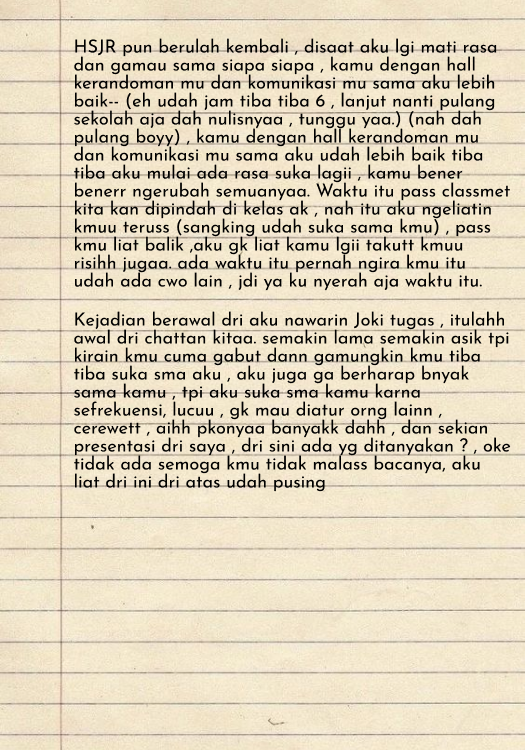 HSJR pun berulah kembali , disaat aku lgi mati rasa
dan gamau sama siapa siapa , kamu dengan hall
kerandoman mu dan komunikasi mu sama aku lebih
baik-- (eh udah jam tiba tiba 6 , lanjut nanti pulang
sekolah aja dah nulisnyaa , tunggu yaa.) (nah dah
pulang boyy) , kamu dengan hall kerandoman mu
dan komunikasi mu sama aku udah lebih baik tiba
tiba aku mulai ada rasa suka lagii , kamu bener
benerr ngerubah semuanyaa. Waktu itu pass classmet
kita kan dipindah di kelas ak , nah itu aku ngeliatin
kmuu teruss (sangking udah suka sama kmu) , pass
kmu liat balik ,aku gk liat kamu lgii takutt kmuu
risihh jugaa. ada waktu itu pernah ngira kmu itu
udah ada cwo lain , jdi ya ku nyerah aja waktu itu.

Kejadian berawal dri aku nawarin Joki tugas , itulahh
awal dri chattan kitaa. semakin lama semakin asik tpi
kirain kmu cuma gabut dann gamungkin kmu tiba
tiba suka sma aku , aku juga ga berharap bnyak
sama kamu , tpi aku suka sma kamu karna
sefrekuensi, lucuu , gk mau diatur orng lainn ,
cerewett , aihh pkonyaa banyakk dahh , dan sekian
presentasi dri saya , dri sini ada yg ditanyakan ? , oke
tidak ada semoga kmu tidak malass bacanya, aku
liat dri ini dri atas udah pusing